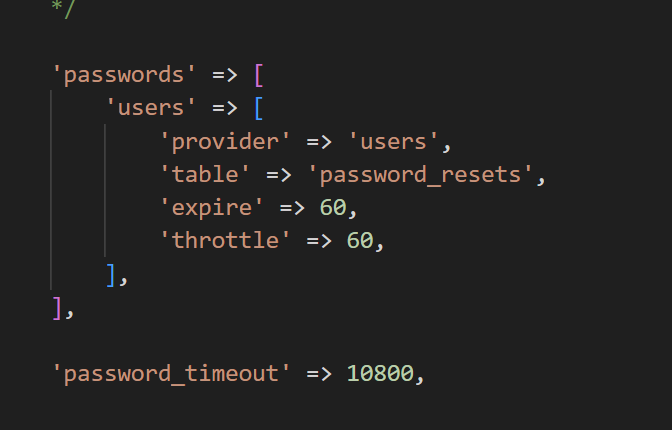 */
'passwords' => [
'users' => [
'provider' => 'users',
'table' => 'password_resets',
'expire' => 60,
'throttle' => 60,
],
],
'password_timeout' => 10800,